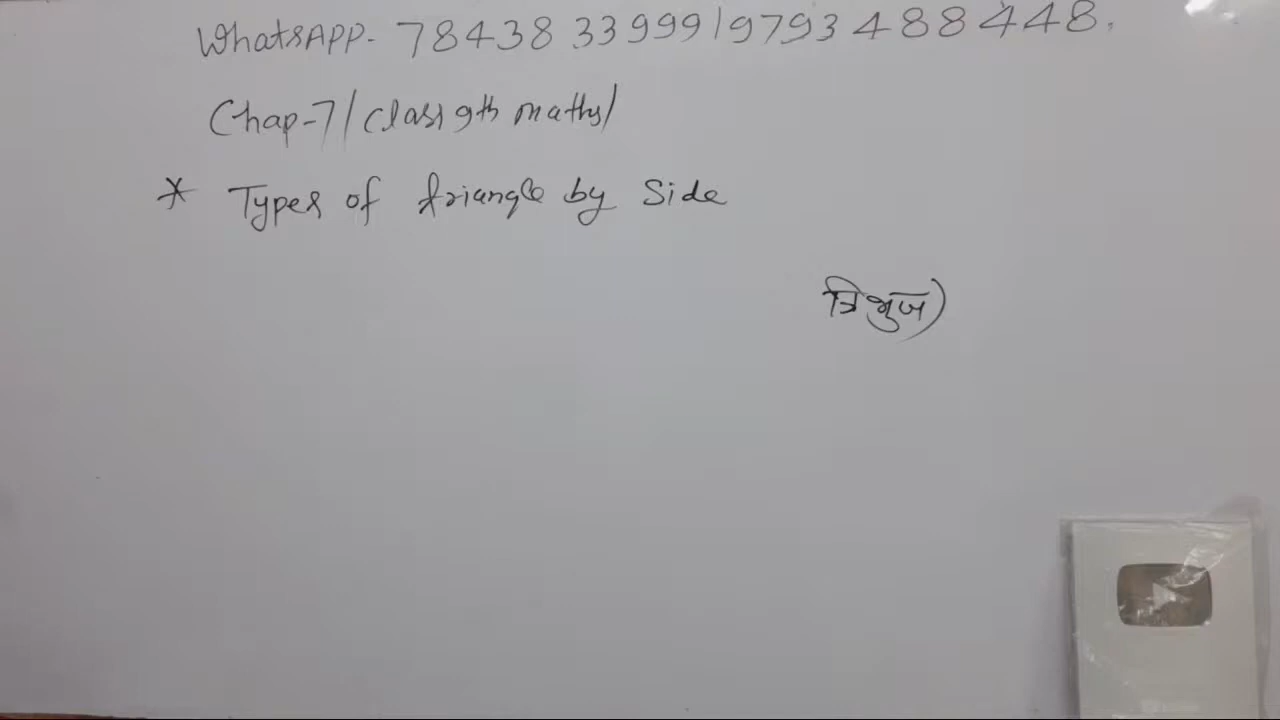 WhatsAPP- 78438 33999/9793488448.
Chap-7/class 9th maths/
* Types of triangle by Side
त्रिभुज)